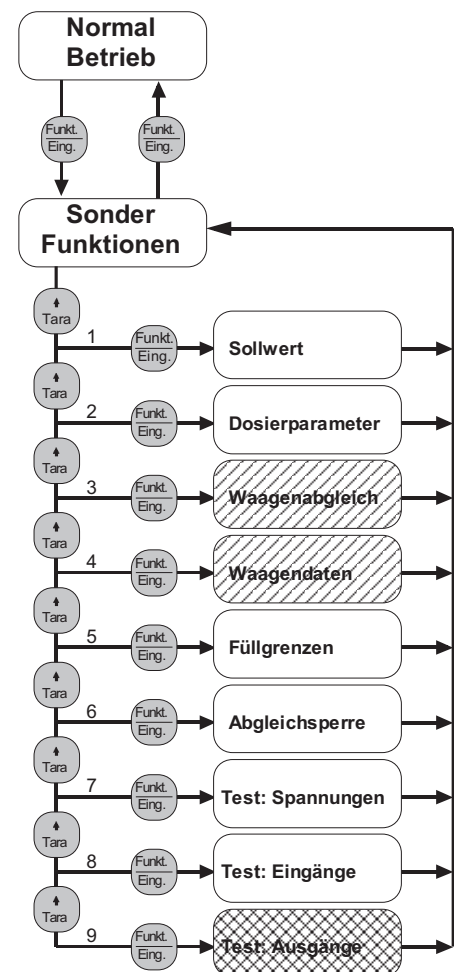 Normal
Betrieb
Funkt.
Eing.
Funkt.
Eing.
Sonder
Funktionen
Tara
1
Funkt.
Eing.
Sollwert
Tara
2
Funkt.
Eing.
Dosierparameter
Tara
3
Funkt.
Eing.
Waagenabgleich
Tara
4
Funkt.
Eing.
Waagendaten
Tara
5
Funkt.
Eing.
Füllgrenzen
Tara
6
Funkt.
Eing.
Abgleichsperre
Tara
7
Funkt.
Eing.
Test: Spannungen
Tara
8
Funkt.
Eing.
Test: Eingänge
Tara
9
Funkt.
Eing.
Test: Ausgänge